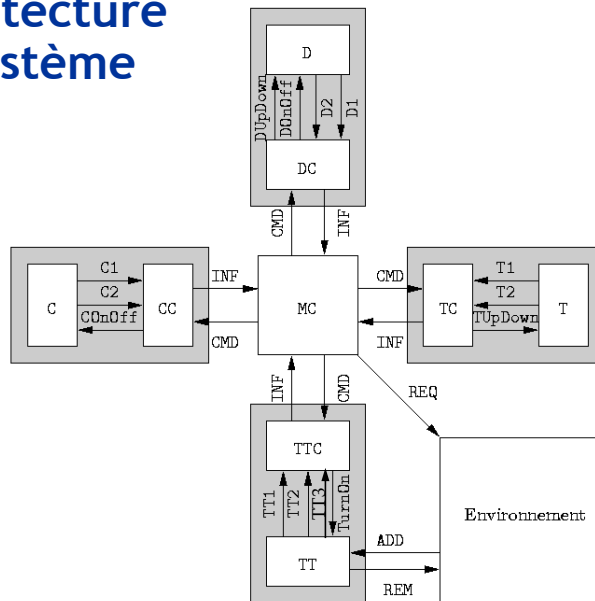 tecture
stème
D
DUpDown
DOnOff
D2
D1
DC
CMD
INF
C1
C2
COnOff
C
CC
INF
CMD
MC
CMD
INF
T1
T2
TUpDown
TC
T
INF
CMD
REQ
TTC
TT1
TT2
TT3
TurnOn
TT
ADD
REM
Environnement